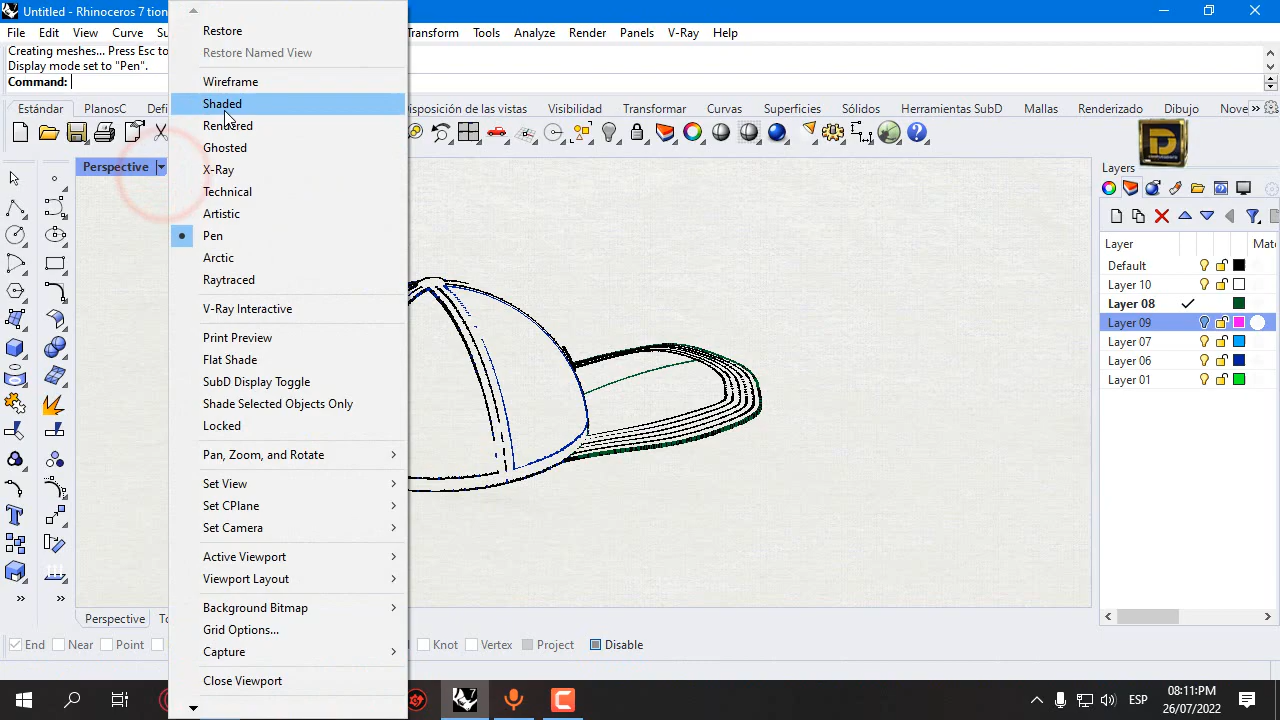 Untitled - Rhinoceros 7
tion
File
Edit
View
Curve
Su
Transform
Tools
Analyze
Render
Panels
V-Ray
Help
Creating meshes... Press Esc to
Display mode set to "Pen".
Command:
Estándar
PlanosC
Defi
isposición de las vistas
Visibilidad
Transformar
Curvas
Superficies
Sólidos
Herramientas SubD
Mallas
Renderizado
Dibujo
Nove
Perspective
Restore
Restore Named View
Wireframe
Shaded
Rendered
Ghosted
X-Ray
Technical
Artistic
Pen
Arctic
Raytraced
V-Ray Interactive
Print Preview
Flat Shade
SubD Display Toggle
Shade Selected Objects Only
Locked
Pan, Zoom, and Rotate
Set View
Set CPlane
Set Camera
Active Viewport
Viewport Layout
Background Bitmap
Grid Options...
Capture
Close Viewport
Layers
Layer
Mate
Default
Layer 10
Layer 08
Layer 09
Layer 07
Layer 06
Layer 01
Perspective
To
End
Near
Point
Knot
Vertex
Project
Disable
ESP
08:11:PM
26/07/2022